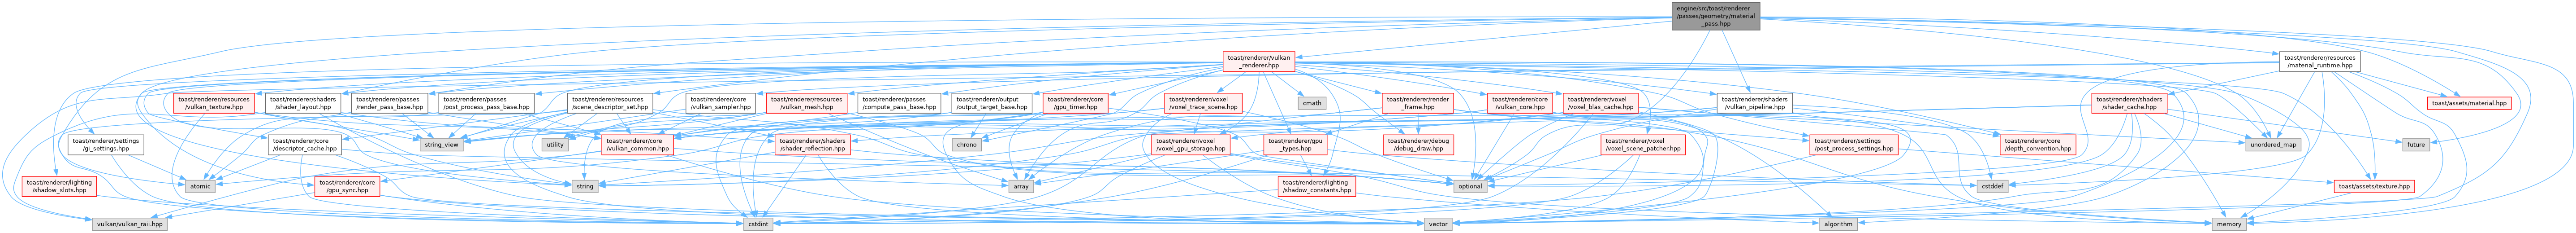 engine/src/toast/renderer
/passes/geometry/material
_pass.hpp
toast/renderer/vulkan
_renderer.hpp
toast/renderer/resources
/material_runtime.hpp
toast/renderer/resources
/vulkan_texture.hpp
toast/renderer/shaders
/shader_layout.hpp
toast/renderer/passes
/render_pass_base.hpp
toast/renderer/passes
/post_process_pass_base.hpp
toast/renderer/resources
/scene_descriptor_set.hpp
toast/renderer/core
/vulkan_sampler.hpp
toast/renderer/resources
/vulkan_mesh.hpp
toast/renderer/passes
/compute_pass_base.hpp
toast/renderer/output
/output_target_base.hpp
toast/renderer/core
/gpu_timer.hpp
toast/renderer/voxel
/voxel_trace_scene.hpp
cmath
toast/renderer/render
_frame.hpp
toast/renderer/core
/vulkan_core.hpp
toast/renderer/voxel
/voxel_blas_cache.hpp
toast/renderer/shaders
/vulkan_pipeline.hpp
toast/renderer/shaders
/shader_cache.hpp
toast/assets/material.hpp
toast/renderer/settings
/gi_settings.hpp
toast/renderer/core
/descriptor_cache.hpp
string_view
utility
toast/renderer/core
/vulkan_common.hpp
toast/renderer/shaders
/shader_reflection.hpp
chrono
toast/renderer/voxel
/voxel_gpu_storage.hpp
toast/renderer/gpu
_types.hpp
toast/renderer/debug
/debug_draw.hpp
toast/renderer/voxel
/voxel_scene_patcher.hpp
toast/renderer/settings
/post_process_settings.hpp
toast/renderer/core
/depth_convention.hpp
unordered_map
future
toast/renderer/lighting
/shadow_slots.hpp
atomic
toast/renderer/core
/gpu_sync.hpp
string
array
toast/renderer/lighting
/shadow_constants.hpp
optional
cstddef
toast/assets/texture.hpp
vulkan/vulkan_raii.hpp
cstdint
vector
algorithm
memory